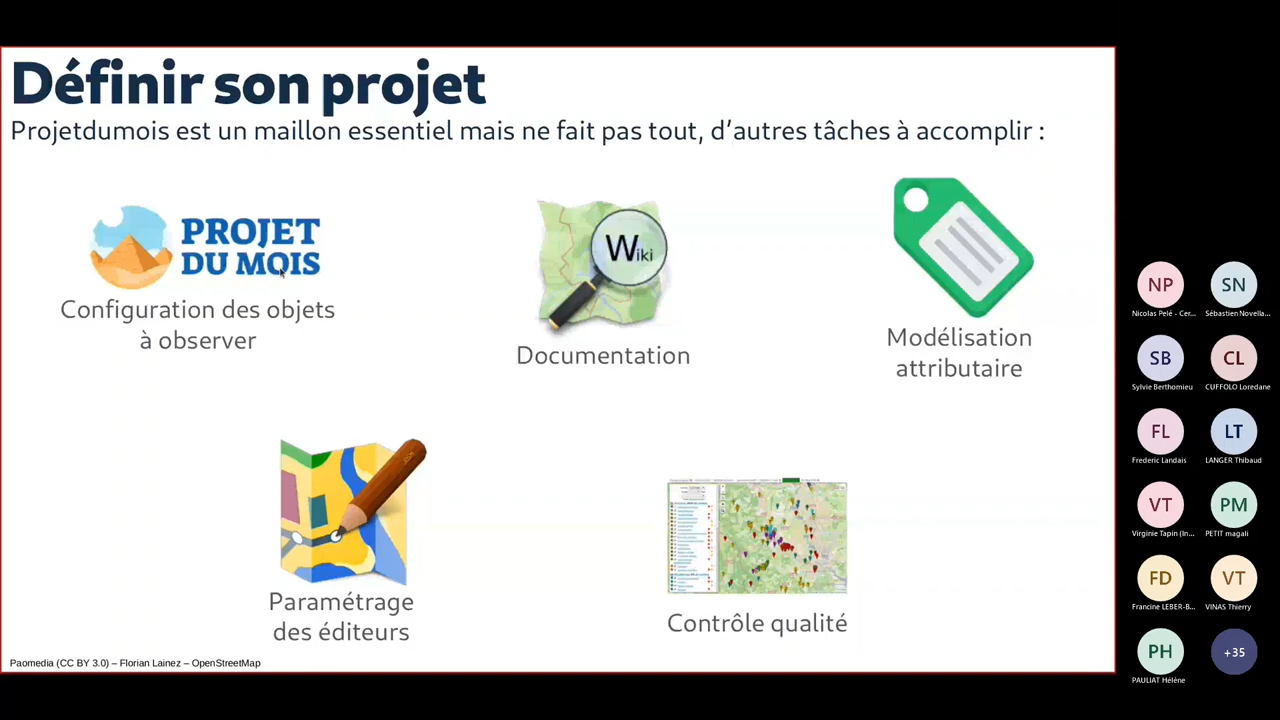 Définir son projet
Projetdumois est un maillon essentiel mais ne fait pas tout, d'autres tâches à accomplir :
PROJET
DU MOIS
Configuration des objets
à observer
Wiki
Documentation
Modélisation
attributaire
Paramétrage
des éditeurs
Contrôle qualité
Paomedia (CC BY 3.0) – Florian Lainez – OpenStreetMap
NP
SN
Nicolas Pelé - Cer...
Sébastien Novella...
SB
CL
Sylvie Berthomieu
CUFFOLO Loredane
FL
LT
Frederic Landais
LANGER Thibaud
VT
PM
Virginie Tapin (In...
PETIT magali
FD
VT
Francine LEBER-B...
VINAS Thierry
PH
+35
PAULIAT Hélène